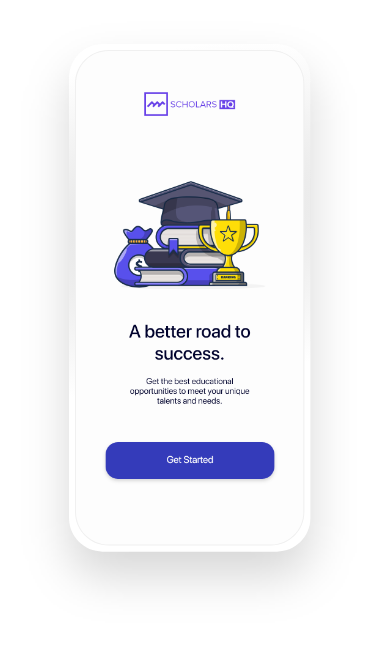 SCHOLARS HQ
$
A better road to
success.
Get the best educational
opportunities to meet your unique
talents and needs.
Get Started